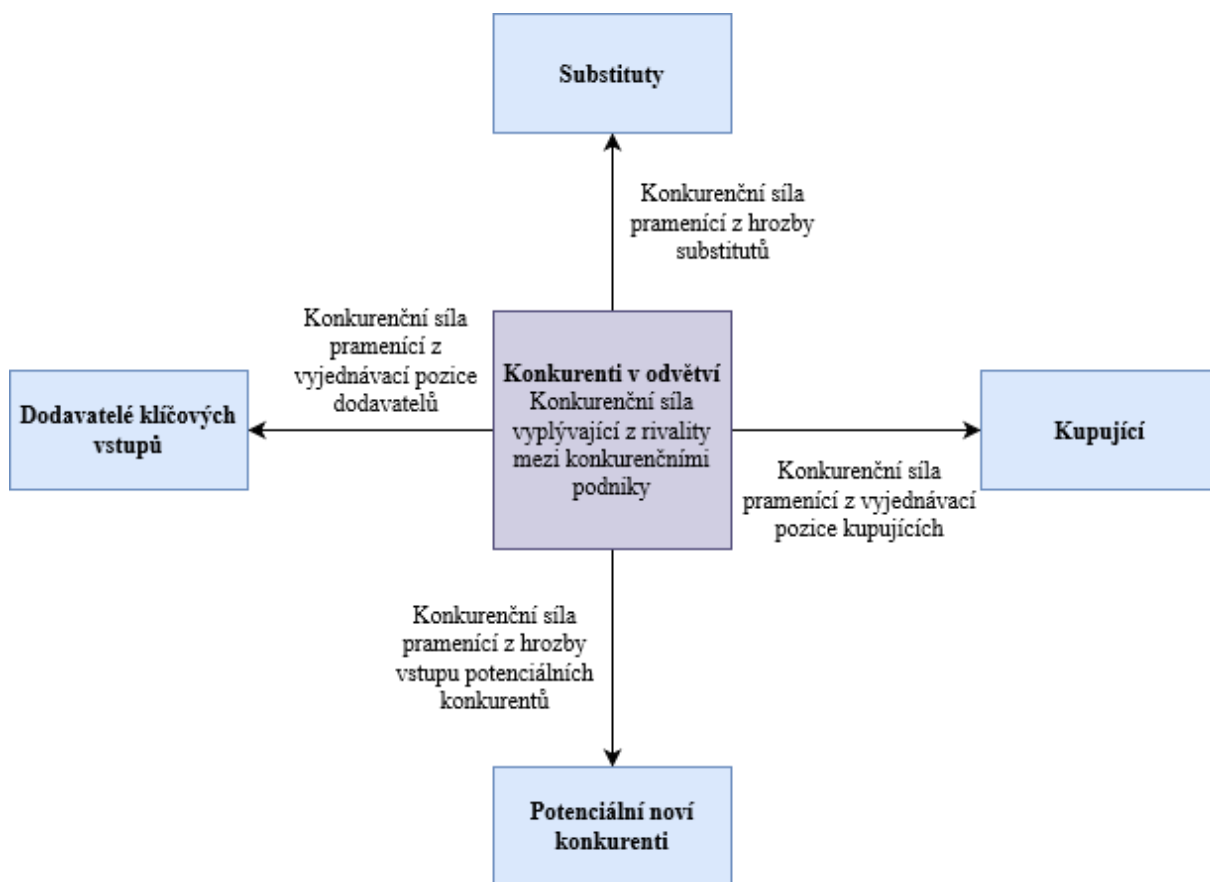 Substituty
Konkurenční síla
pramenící z hrozby
substitutů
Konkurenční síla
pramenící z
vyjednávací pozice
dodavatelů
Dodavatelé klíčových
vstupů
Konkurenti v odvětví
Konkurenční síla
vyplývající z rivality
mezi konkurenčními
podniky
Kupující
Konkurenční síla
pramenící z vyjednávací
pozice kupujících
Konkurenční síla
pramenící z hrozby
vstupu potenciálních
konkurentů
Potenciální noví
konkurenti